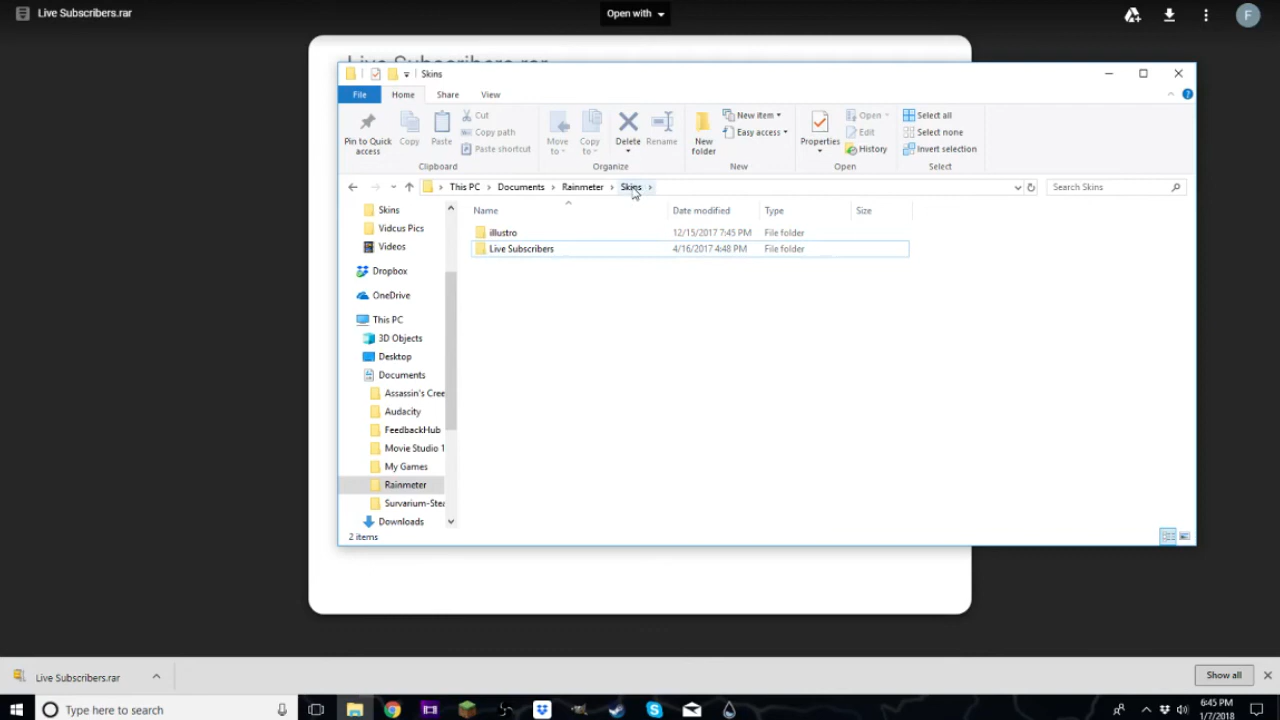 Live Subscribers.rar
Open with
F
Live Subscribers.rar
Skins
File
Home
Share
View
Pin to Quick
access
Copy
Paste
Cut
Copy path
Paste shortcut
Move
to
Copy
to
Delete
Rename
New
folder
New item
Easy access
Properties
Open
Edit
History
Select all
Select none
Invert selection
Clipboard
Organize
New
Open
Select
This PC
Documents
Rainmeter
Skins
Search Skins
Name
Date modified
Type
Size
illustro
12/15/2017 7:45 PM
File folder
Live Subscribers
4/16/2017 4:48 PM
File folder
Skins
Vidcus Pics
Videos
Dropbox
OneDrive
This PC
3D Objects
Desktop
Documents
Assassin's Cree
Audacity
FeedbackHub
Movie Studio 1
My Games
Rainmeter
Survarium-Stea
Downloads
2 items
Live Subscribers.rar
Show all
Type here to search
6:45 PM
1/7/2018